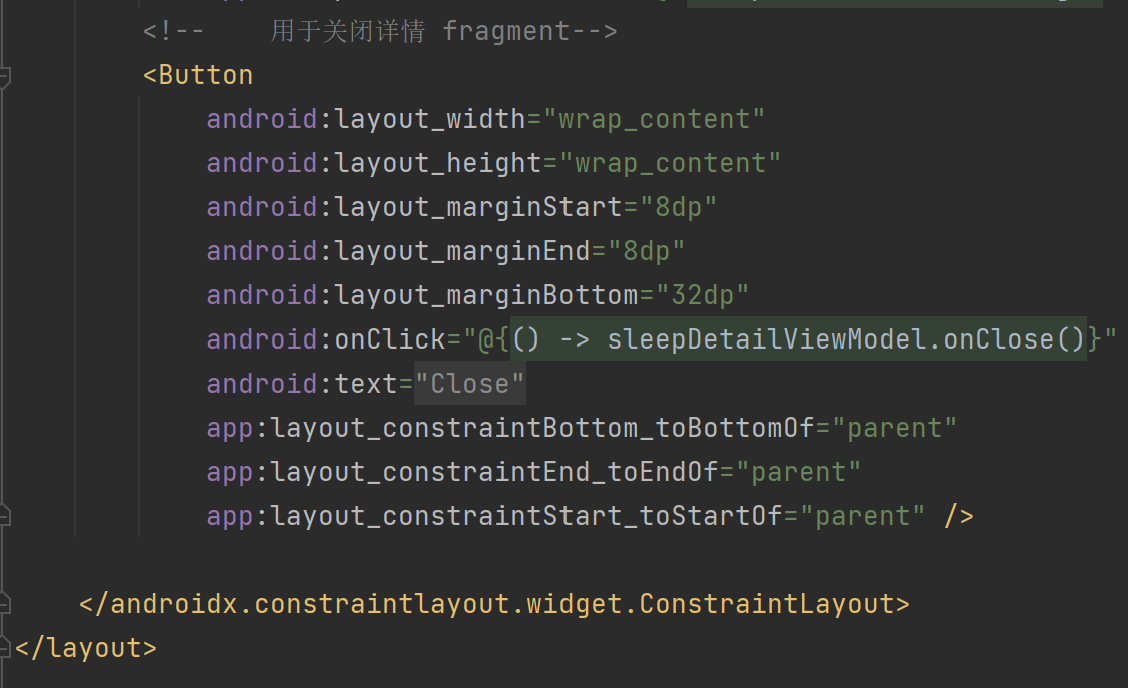 <!--    用于关闭详情 fragment-->
<Button
android:layout_width="wrap_content"
android:layout_height="wrap_content"
android:layout_marginStart="8dp"
android:layout_marginEnd="8dp"
android:layout_marginBottom="32dp"
android:onClick="@{() -> sleepDetailViewModel.onClose()}"
android:text="Close"
app:layout_constraintBottom_toBottomOf="parent"
app:layout_constraintEnd_toEndOf="parent"
app:layout_constraintStart_toStartOf="parent" />
</androidx.constraintlayout.widget.ConstraintLayout>
</layout>